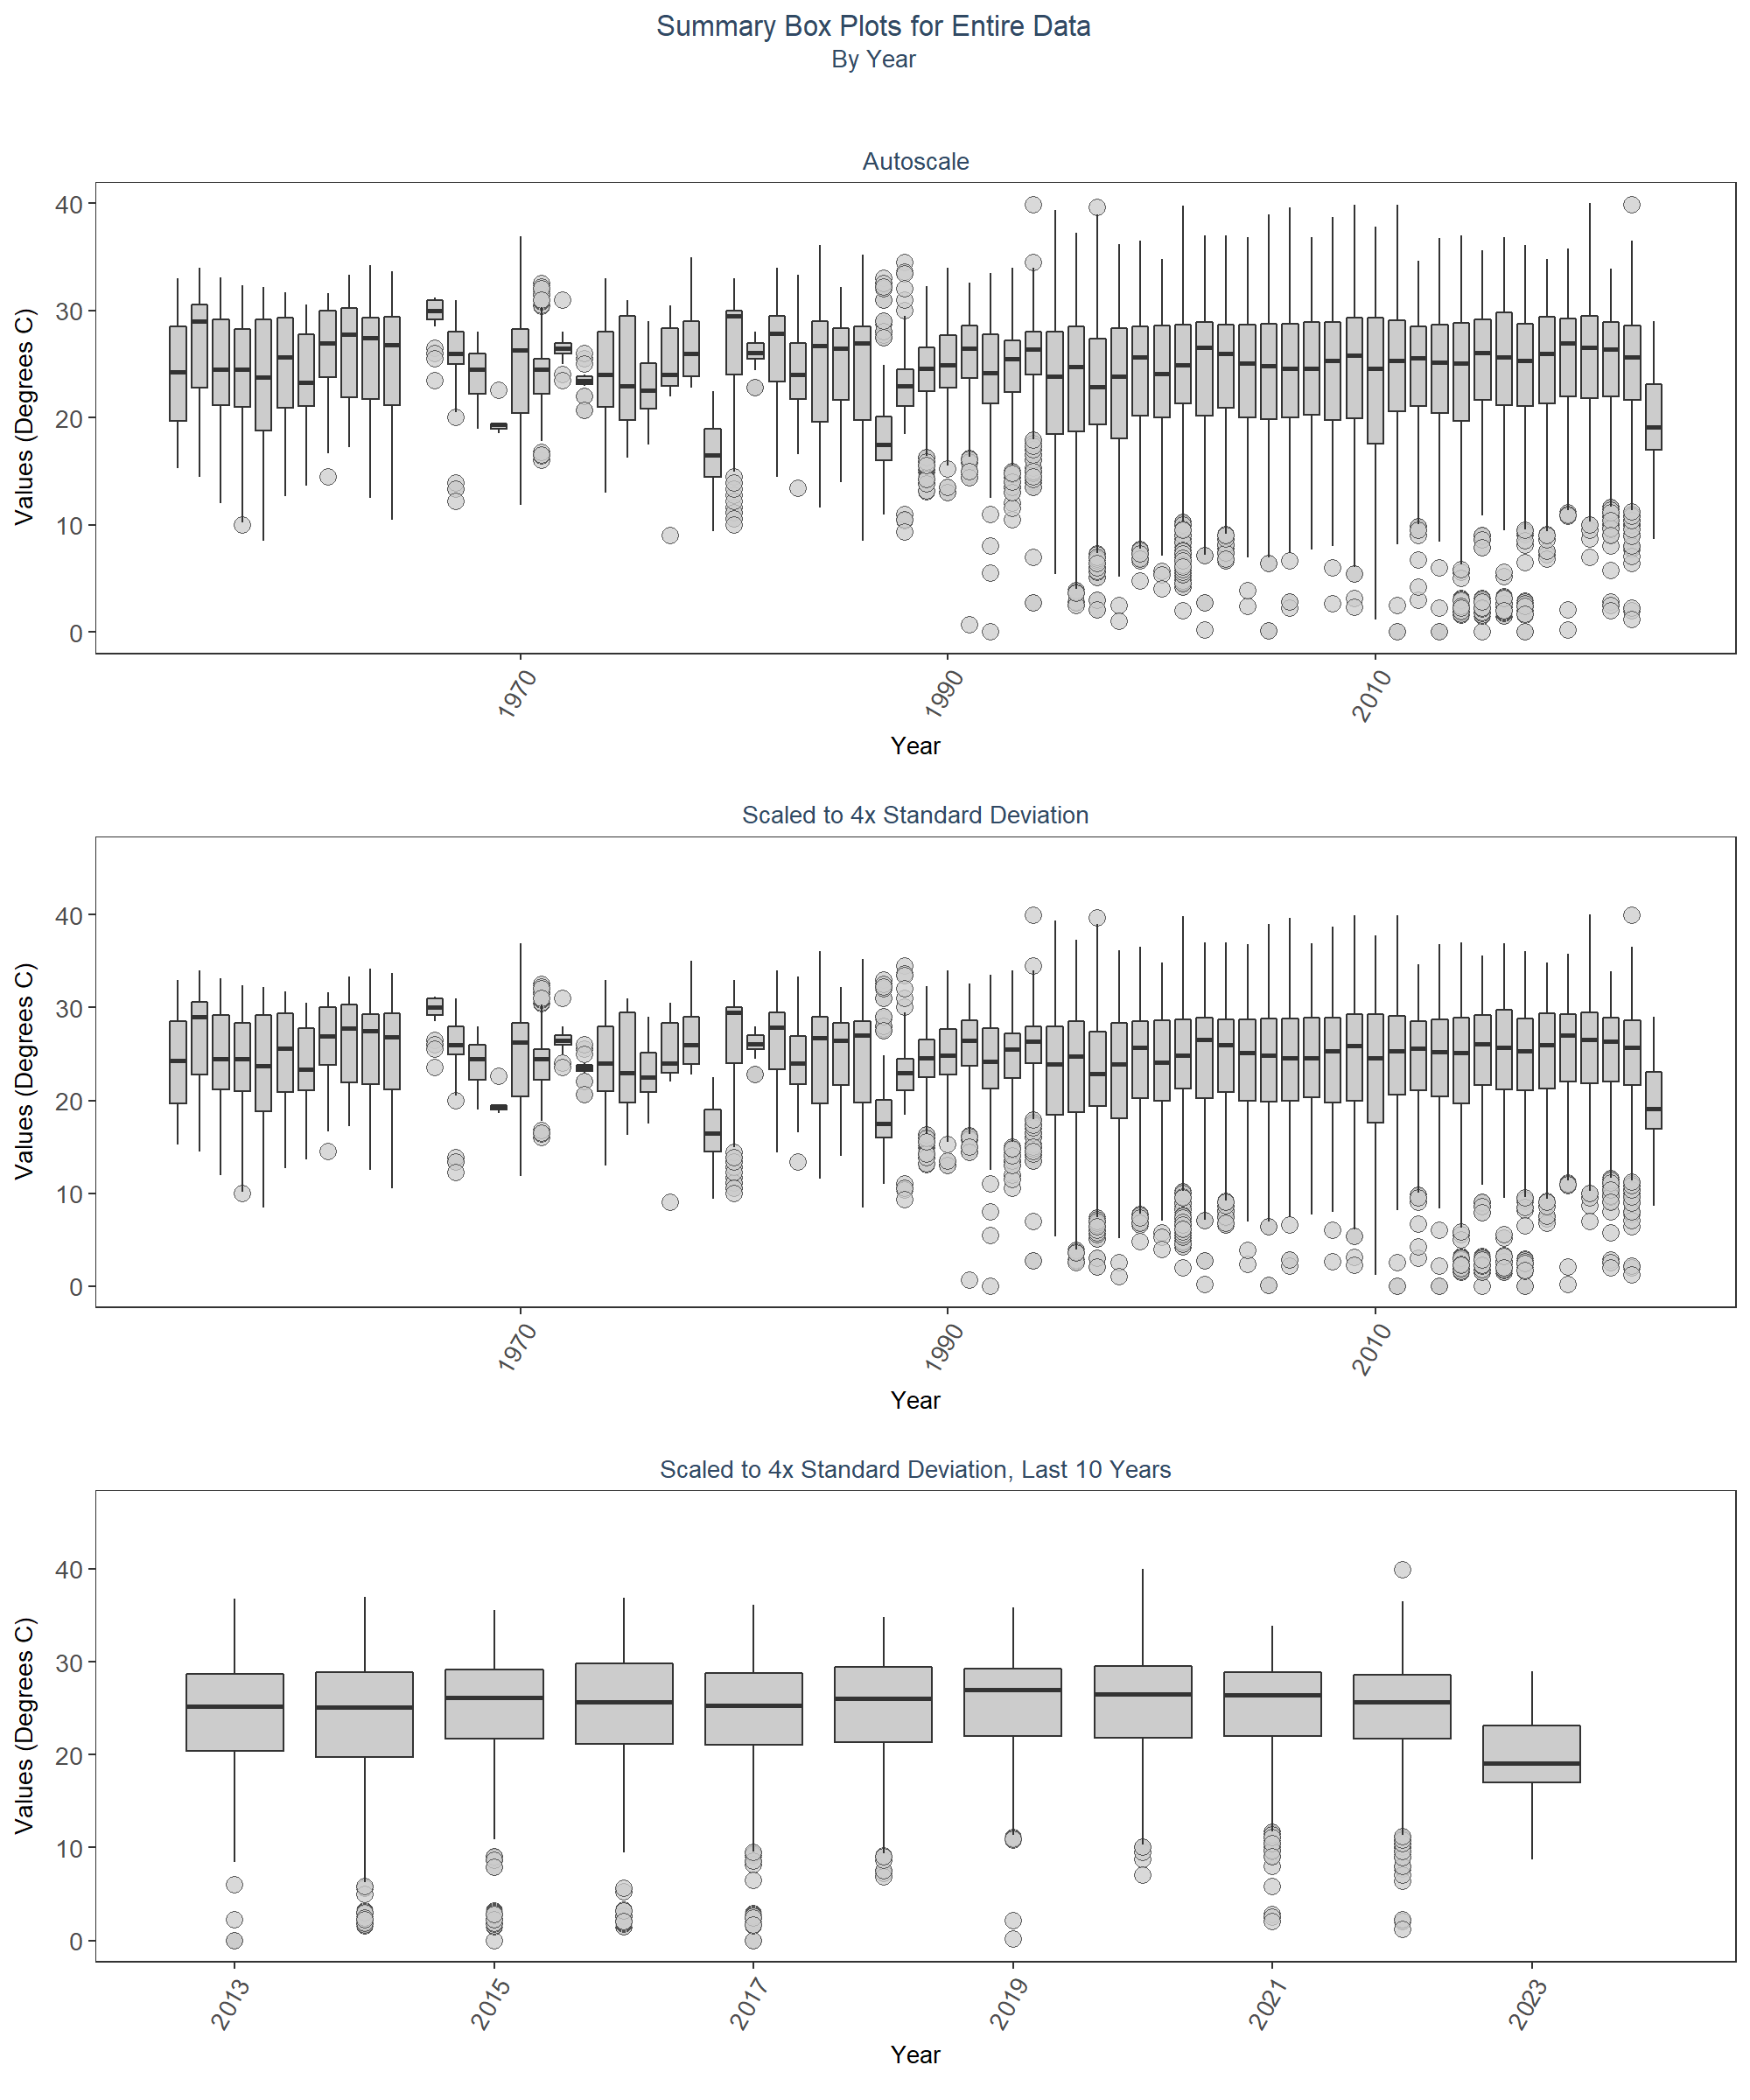 Summary Box Plots for Entire Data
By Year
Autoscale
Values (Degrees C)
40
30
20
10
0
1970
1990
2010
Year
Scaled to 4x Standard Deviation
Values (Degrees C)
40
30
20
10
0
1970
1990
2010
Year
Scaled to 4x Standard Deviation, Last 10 Years
Values (Degrees C)
40
30
20
10
0
2013
2015
2017
2019
2021
2023
Year